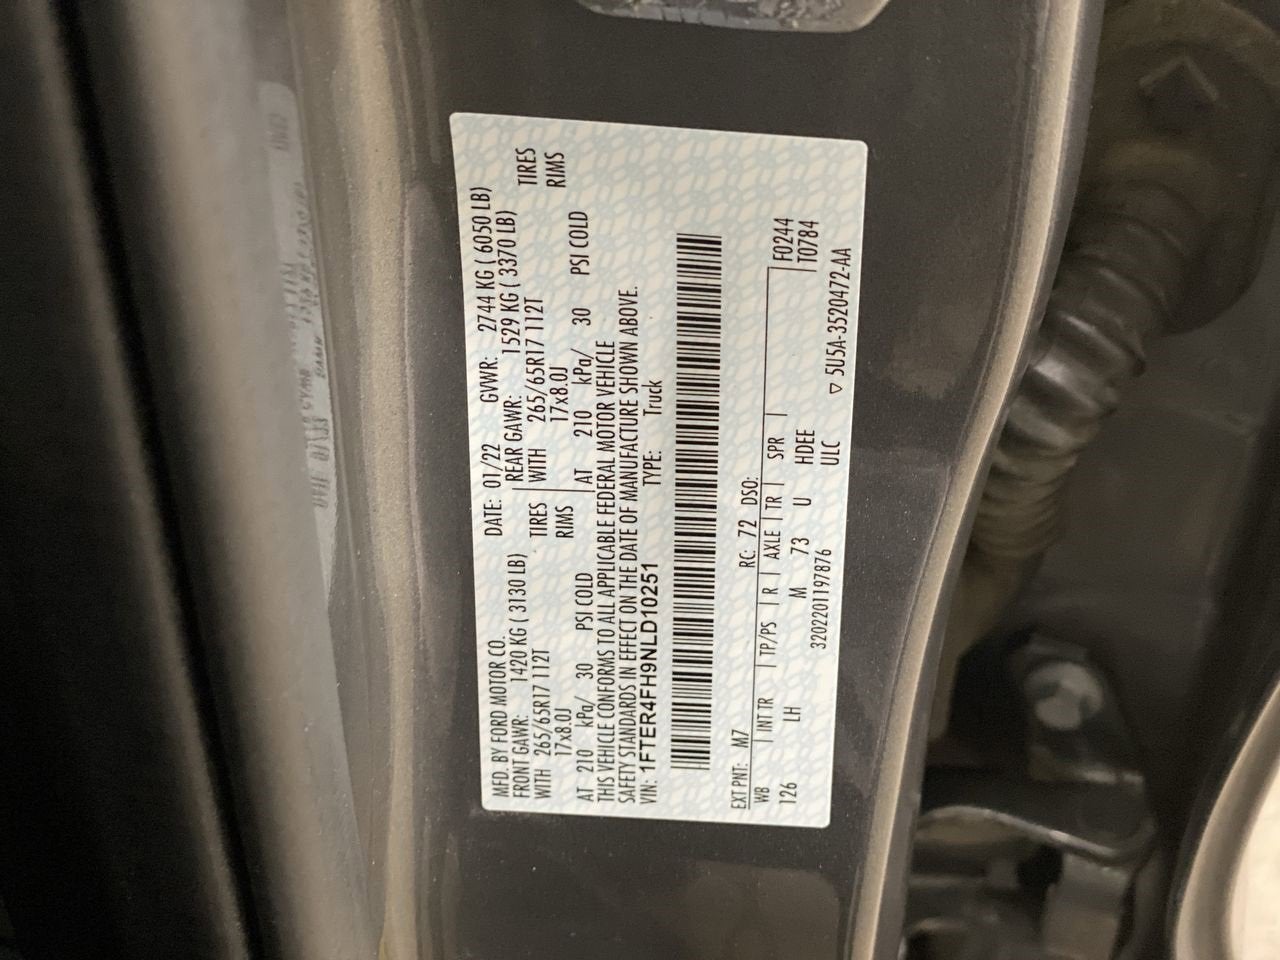 MFD. BY FORD MOTOR CO.
DATE: 01/22 GVWR: 2744 KG ( 6050 LB)
FRONT GAWR: 1420 KG ( 3130 LB) REAR GAWR: 1529 KG ( 3370 LB)
WITH 265/65R17 112T TIRES WITH 265/65R17 112T TIRES
17x8.0J RIMS 17x8.0J RIMS
AT 210 kPa/ 30 PSI COLD AT 210 kPa/ 30 PSI COLD
THIS VEHICLE CONFORMS TO ALL APPLICABLE FEDERAL MOTOR VEHICLE
SAFETY STANDARDS IN EFFECT ON THE DATE OF MANUFACTURE SHOWN ABOVE.
VIN: 1FTER4FH9NLD10251 TYPE: Truck
EXT PNT: M7 RC: 72 DSO:
WB INT TR TP/PS R AXLE TR SPR F0244
126 LH M 73 U HDEE T0784
3202201197876 ULC
▽ 5U5A-3520472-AA